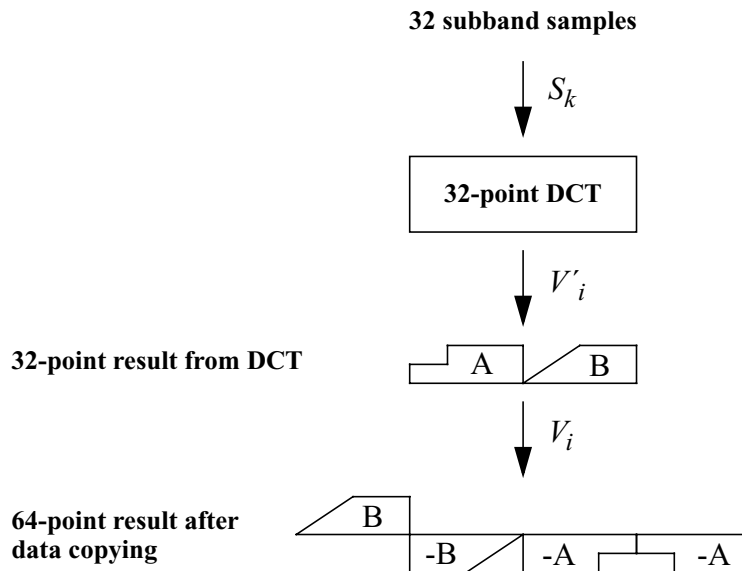 32 subband samples
S_k
32-point DCT
V′_i
32-point result from DCT
A B
V_i
64-point result after
data copying
B
-B -A -A